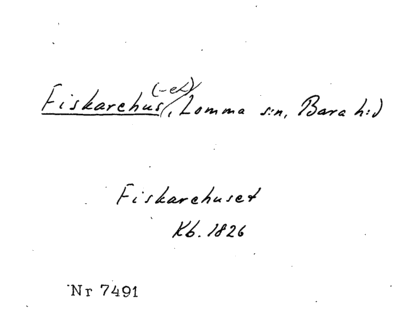 Fiskarehus(-et), Lomma s:n, Bara h:d
Fiskarehuset
Kb. 1826
Nr 7491